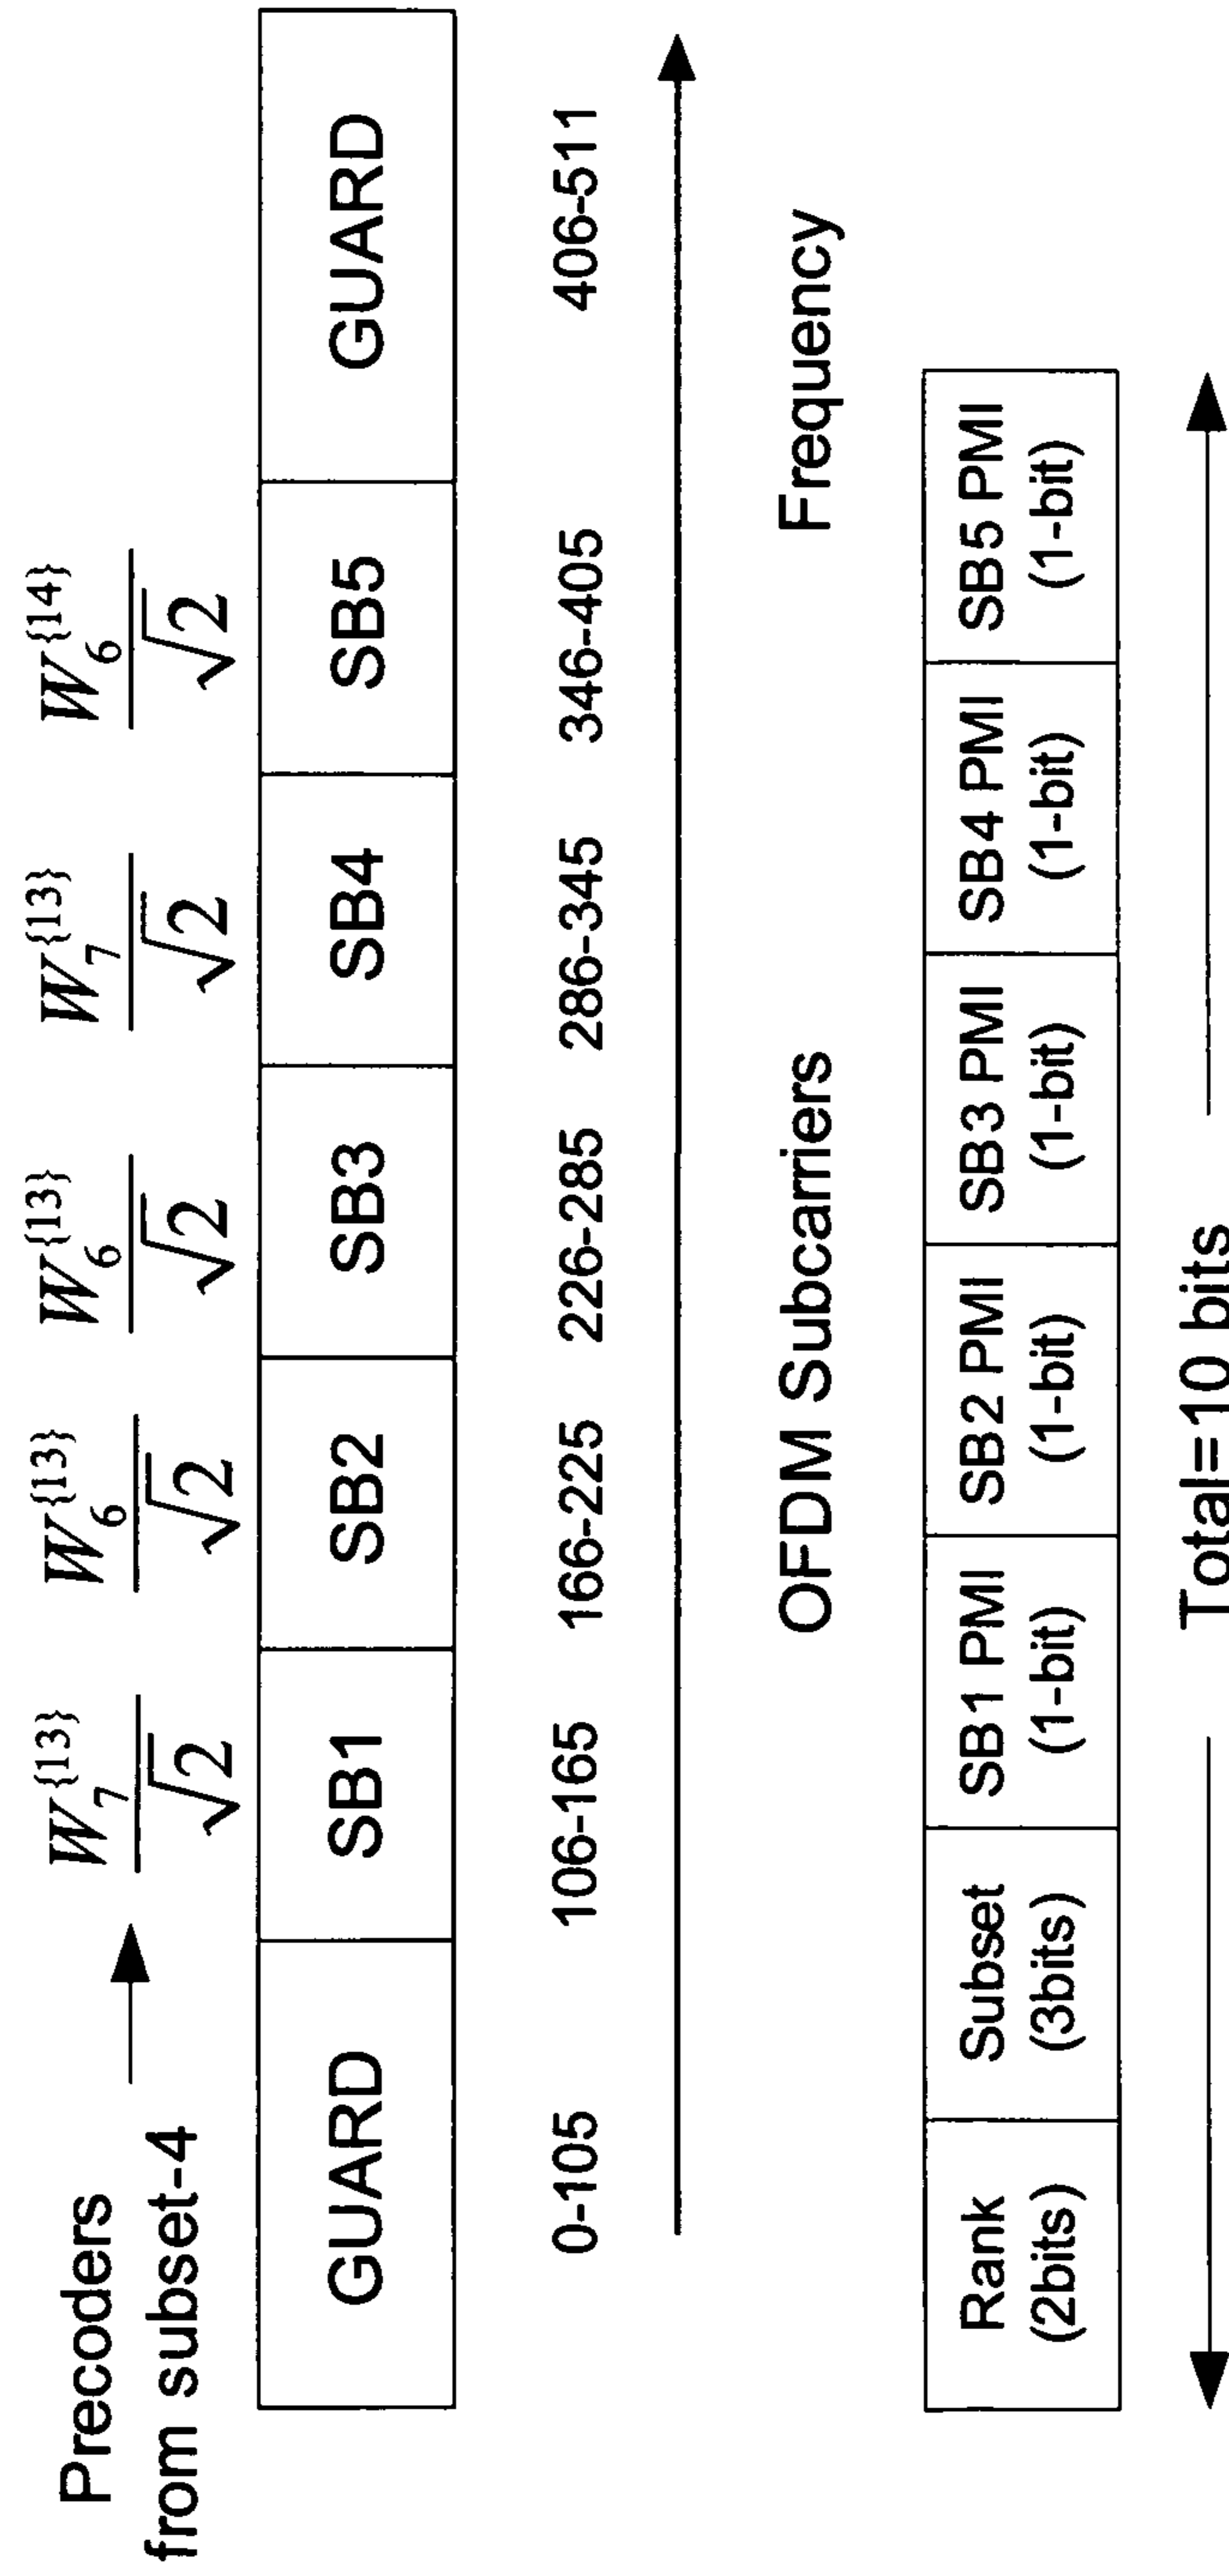 Precoders
from subset-4
W_7^{13}/√2 W_6^{13}/√2 W_6^{13}/√2 W_7^{13}/√2 W_6^{14}/√2
GUARD SB1 SB2 SB3 SB4 SB5 GUARD
0-105 106-165 166-225 226-285 286-345 346-405 406-511
OFDM Subcarriers Frequency
Rank Subset SB1 PMI SB2 PMI SB3 PMI SB4 PMI SB5 PMI
(2bits) (3bits) (1-bit) (1-bit) (1-bit) (1-bit) (1-bit)
Total=10 bits